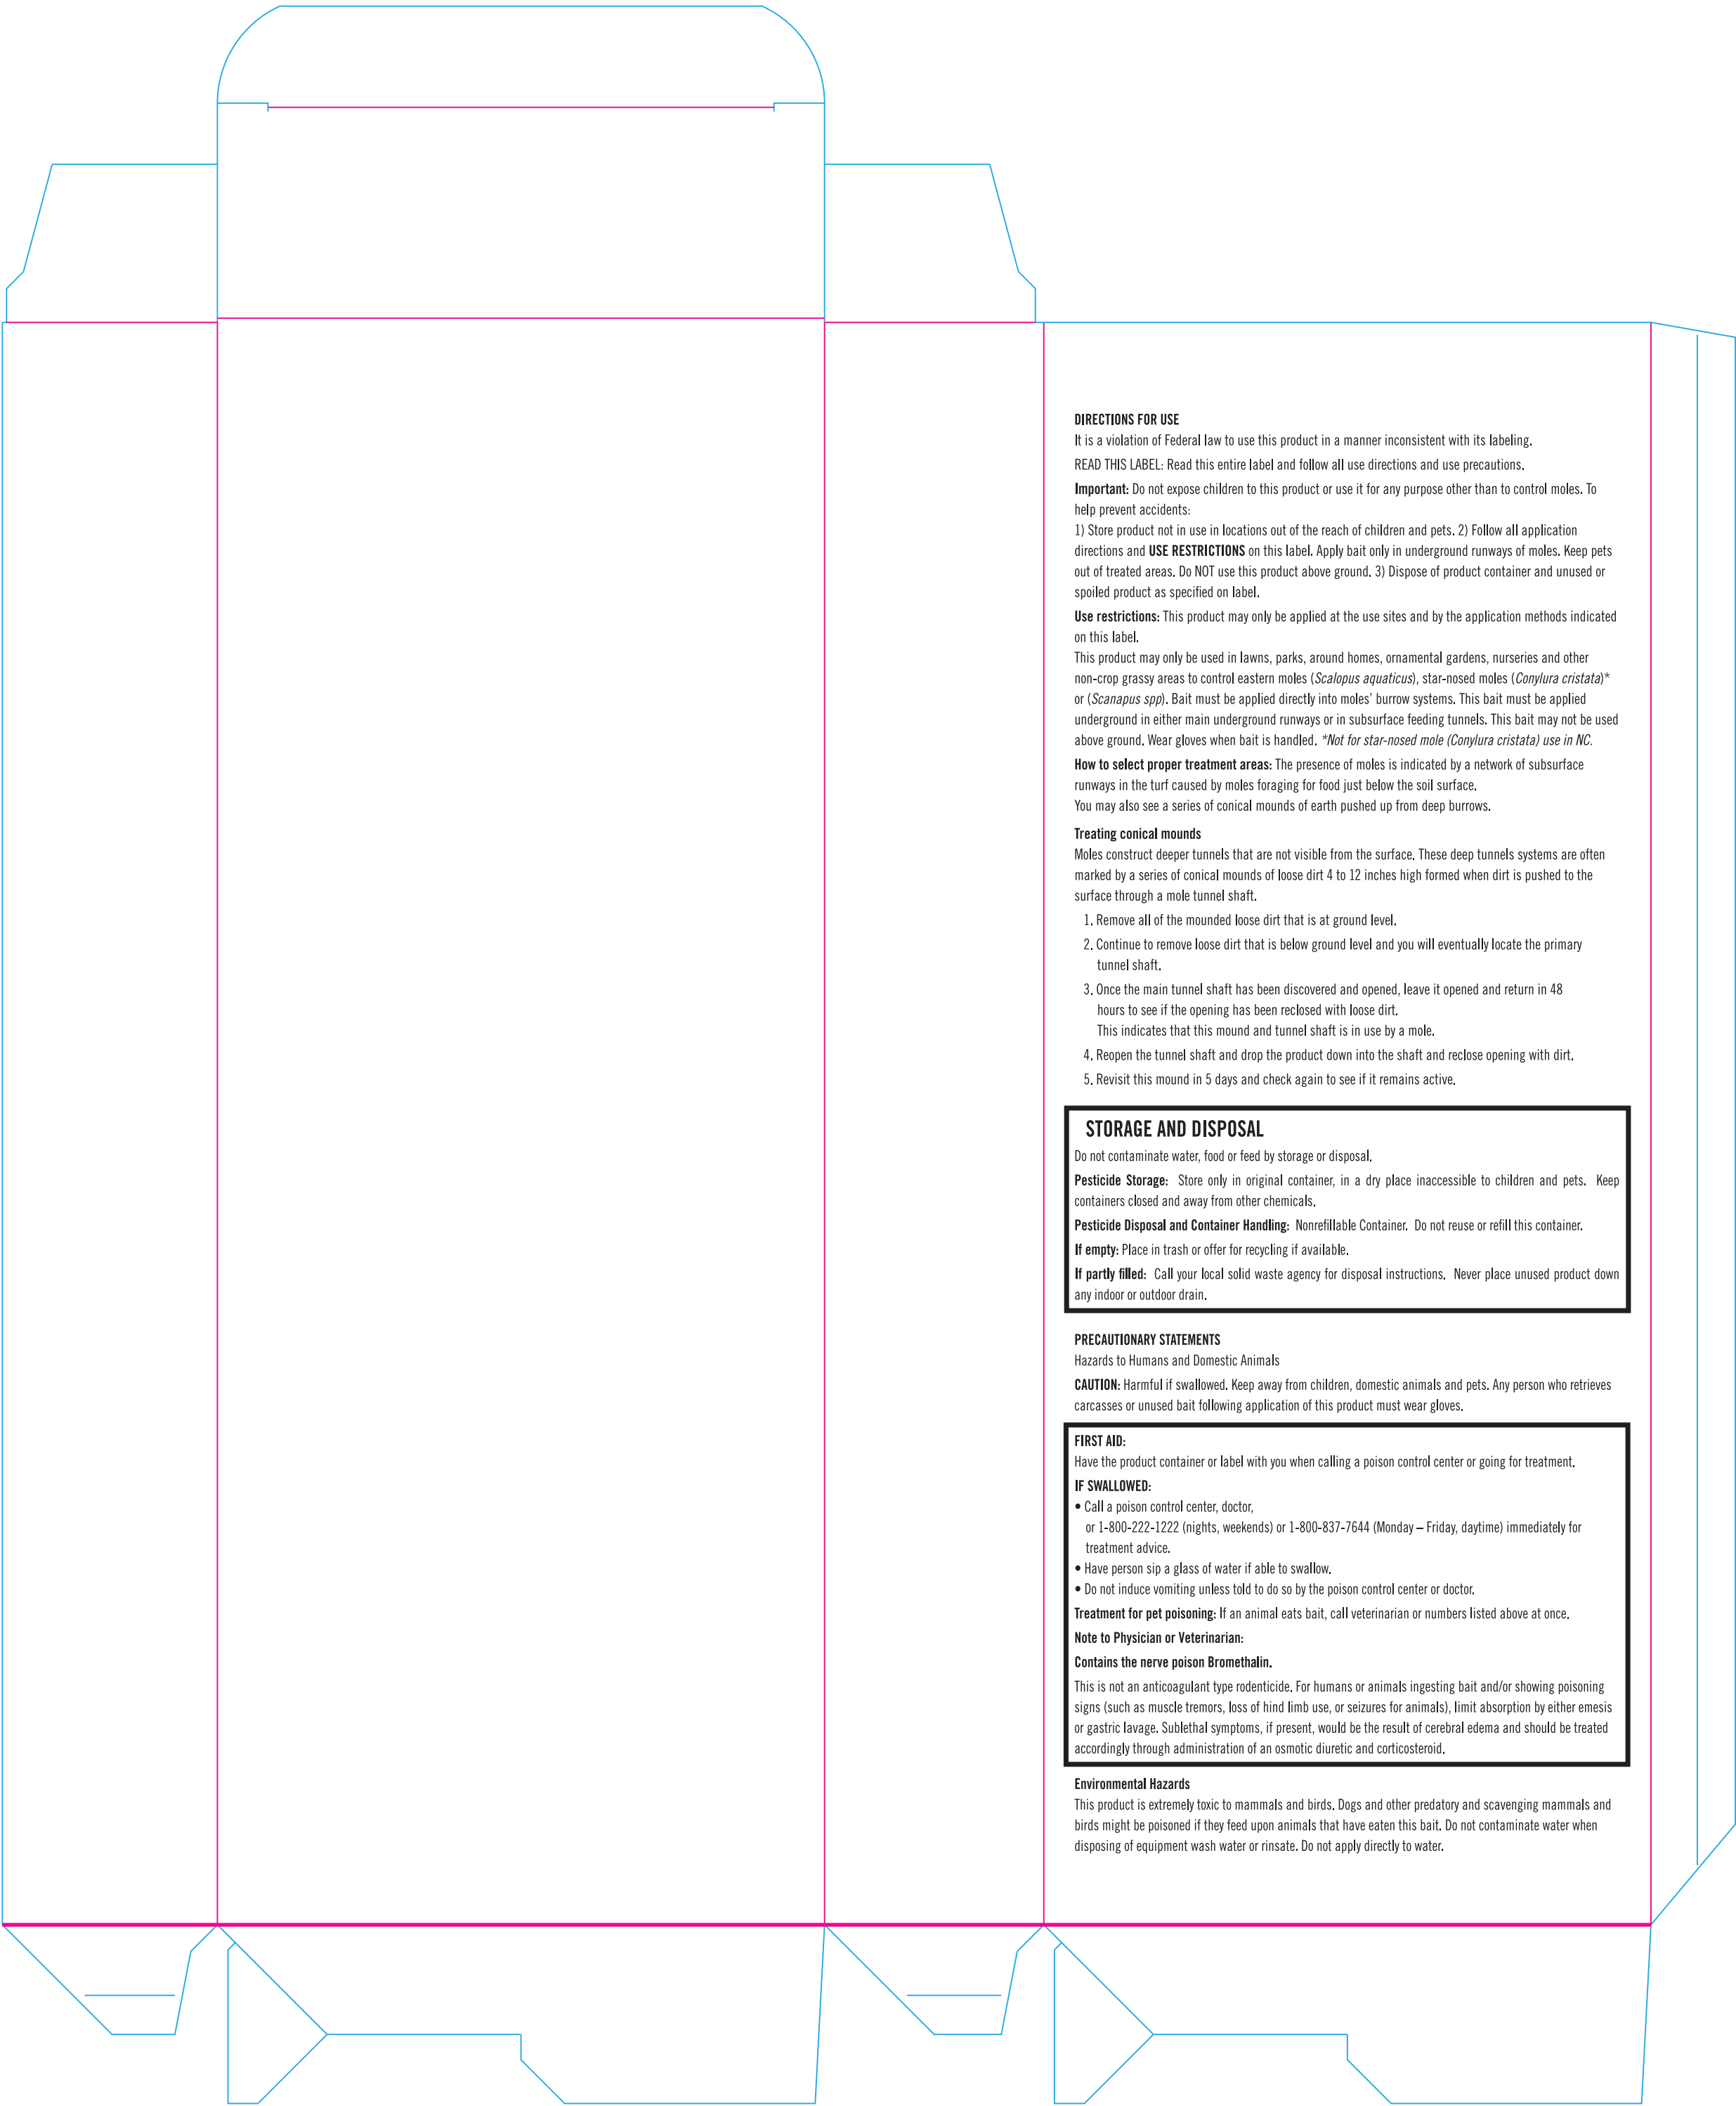 DIRECTIONS FOR USE
It is a violation of Federal law to use this product in a manner inconsistent with its labeling.
READ THIS LABEL: Read this entire label and follow all use directions and use precautions.
Important: Do not expose children to this product or use it for any purpose other than to control moles. To
help prevent accidents:
1) Store product not in use in locations out of the reach of children and pets. 2) Follow all application
directions and USE RESTRICTIONS on this label. Apply bait only in underground runways of moles. Keep pets
out of treated areas. Do NOT use this product above ground. 3) Dispose of product container and unused or
spoiled product as specified on label.
Use restrictions: This product may only be applied at the use sites and by the application methods indicated
on this label.
This product may only be used in lawns, parks, around homes, ornamental gardens, nurseries and other
non-crop grassy areas to control eastern moles (Scalopus aquaticus), star-nosed moles (Conylura cristata)*
or (Scanapus spp). Bait must be applied directly into moles' burrow systems. This bait must be applied
underground in either main underground runways or in subsurface feeding tunnels. This bait may not be used
above ground. Wear gloves when bait is handled. *Not for star-nosed mole (Conylura cristata) use in NC.
How to select proper treatment areas: The presence of moles is indicated by a network of subsurface
runways in the turf caused by moles foraging for food just below the soil surface.
You may also see a series of conical mounds of earth pushed up from deep burrows.
Treating conical mounds
Moles construct deeper tunnels that are not visible from the surface. These deep tunnels systems are often
marked by a series of conical mounds of loose dirt 4 to 12 inches high formed when dirt is pushed to the
surface through a mole tunnel shaft.
1. Remove all of the mounded loose dirt that is at ground level.
2. Continue to remove loose dirt that is below ground level and you will eventually locate the primary
tunnel shaft.
3. Once the main tunnel shaft has been discovered and opened, leave it opened and return in 48
hours to see if the opening has been reclosed with loose dirt.
This indicates that this mound and tunnel shaft is in use by a mole.
4. Reopen the tunnel shaft and drop the product down into the shaft and reclose opening with dirt.
5. Revisit this mound in 5 days and check again to see if it remains active.
STORAGE AND DISPOSAL
Do not contaminate water, food or feed by storage or disposal.
Pesticide Storage: Store only in original container, in a dry place inaccessible to children and pets. Keep
containers closed and away from other chemicals.
Pesticide Disposal and Container Handling: Nonrefillable Container. Do not reuse or refill this container.
If empty: Place in trash or offer for recycling if available.
If partly filled: Call your local solid waste agency for disposal instructions. Never place unused product down
any indoor or outdoor drain.
PRECAUTIONARY STATEMENTS
Hazards to Humans and Domestic Animals
CAUTION: Harmful if swallowed. Keep away from children, domestic animals and pets. Any person who retrieves
carcasses or unused bait following application of this product must wear gloves.
FIRST AID:
Have the product container or label with you when calling a poison control center or going for treatment.
IF SWALLOWED:
• Call a poison control center, doctor,
or 1-800-222-1222 (nights, weekends) or 1-800-837-7644 (Monday – Friday, daytime) immediately for
treatment advice.
• Have person sip a glass of water if able to swallow.
• Do not induce vomiting unless told to do so by the poison control center or doctor.
Treatment for pet poisoning: If an animal eats bait, call veterinarian or numbers listed above at once.
Note to Physician or Veterinarian:
Contains the nerve poison Bromethalin.
This is not an anticoagulant type rodenticide. For humans or animals ingesting bait and/or showing poisoning
signs (such as muscle tremors, loss of hind limb use, or seizures for animals), limit absorption by either emesis
or gastric lavage. Sublethal symptoms, if present, would be the result of cerebral edema and should be treated
accordingly through administration of an osmotic diuretic and corticosteroid.
Environmental Hazards
This product is extremely toxic to mammals and birds. Dogs and other predatory and scavenging mammals and
birds might be poisoned if they feed upon animals that have eaten this bait. Do not contaminate water when
disposing of equipment wash water or rinsate. Do not apply directly to water.